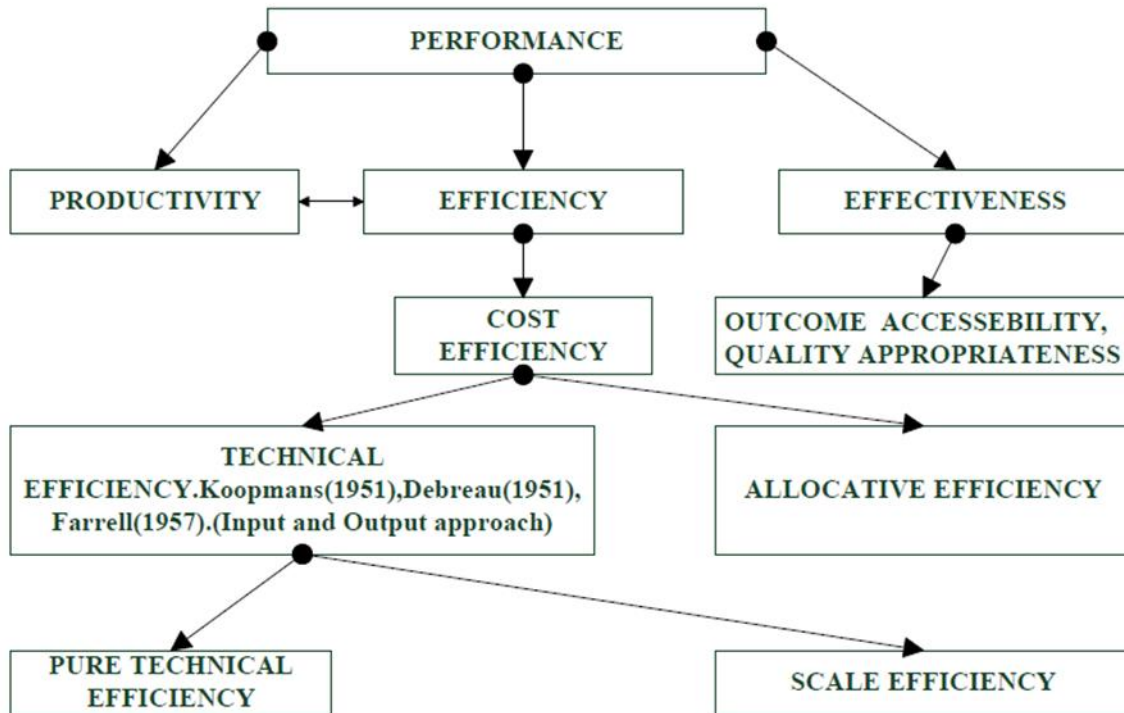 PERFORMANCE
PRODUCTIVITY
EFFICIENCY
EFFECTIVENESS
COST
EFFICIENCY
OUTCOME ACCESSEBILITY,
QUALITY APPROPRIATENESS
TECHNICAL
EFFICIENCY.Koopmans(1951),Debreau(1951),
Farrell(1957).(Input and Output approach)
ALLOCATIVE EFFICIENCY
PURE TECHNICAL
EFFICIENCY
SCALE EFFICIENCY